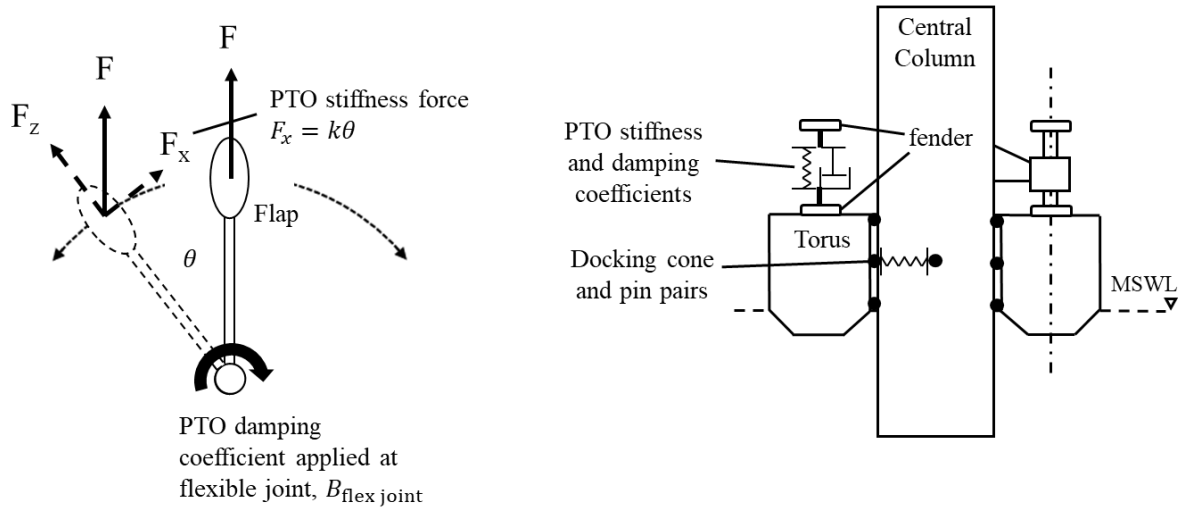 F
F
F_z
F_x
PTO stiffness force
F_x = kθ
Flap
θ
PTO damping
coefficient applied at
flexible joint, B_flex joint
Central
Column
PTO stiffness
and damping
coefficients
fender
Torus
Docking cone
and pin pairs
MSWL